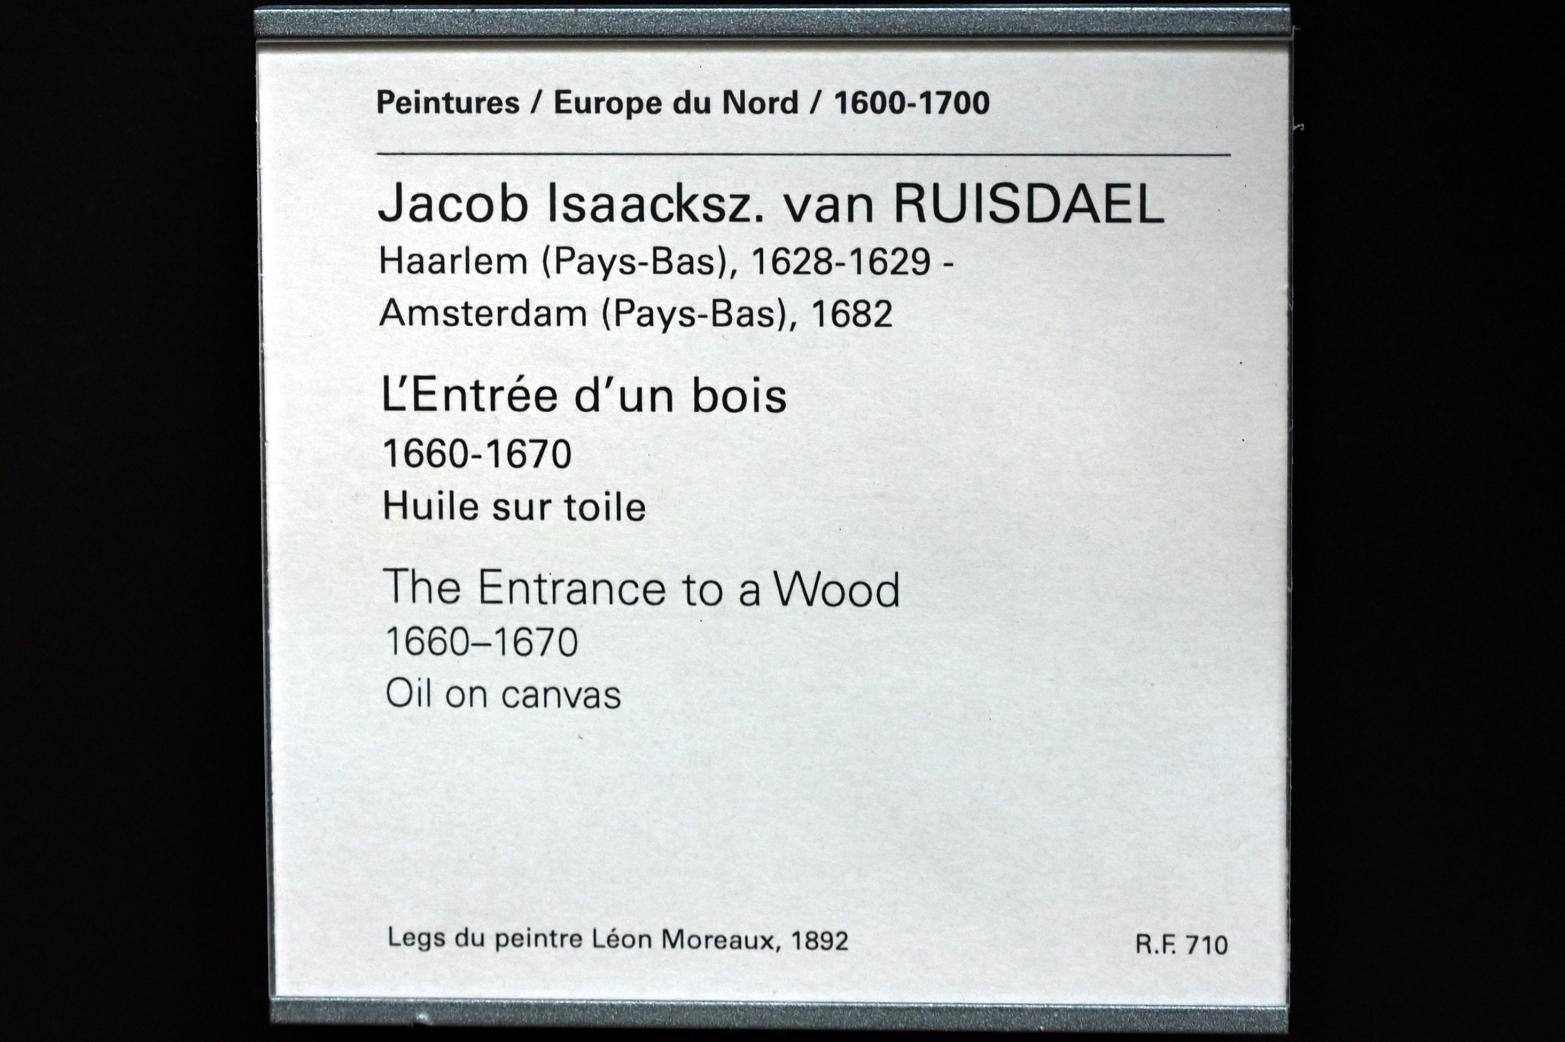 Peintures / Europe du Nord / 1600-1700
Jacob Isaacksz. van RUISDAEL
Haarlem (Pays-Bas), 1628-1629 -
Amsterdam (Pays-Bas), 1682
L’Entrée d’un bois
1660-1670
Huile sur toile
The Entrance to a Wood
1660–1670
Oil on canvas
Legs du peintre Léon Moreaux, 1892
R.F. 710